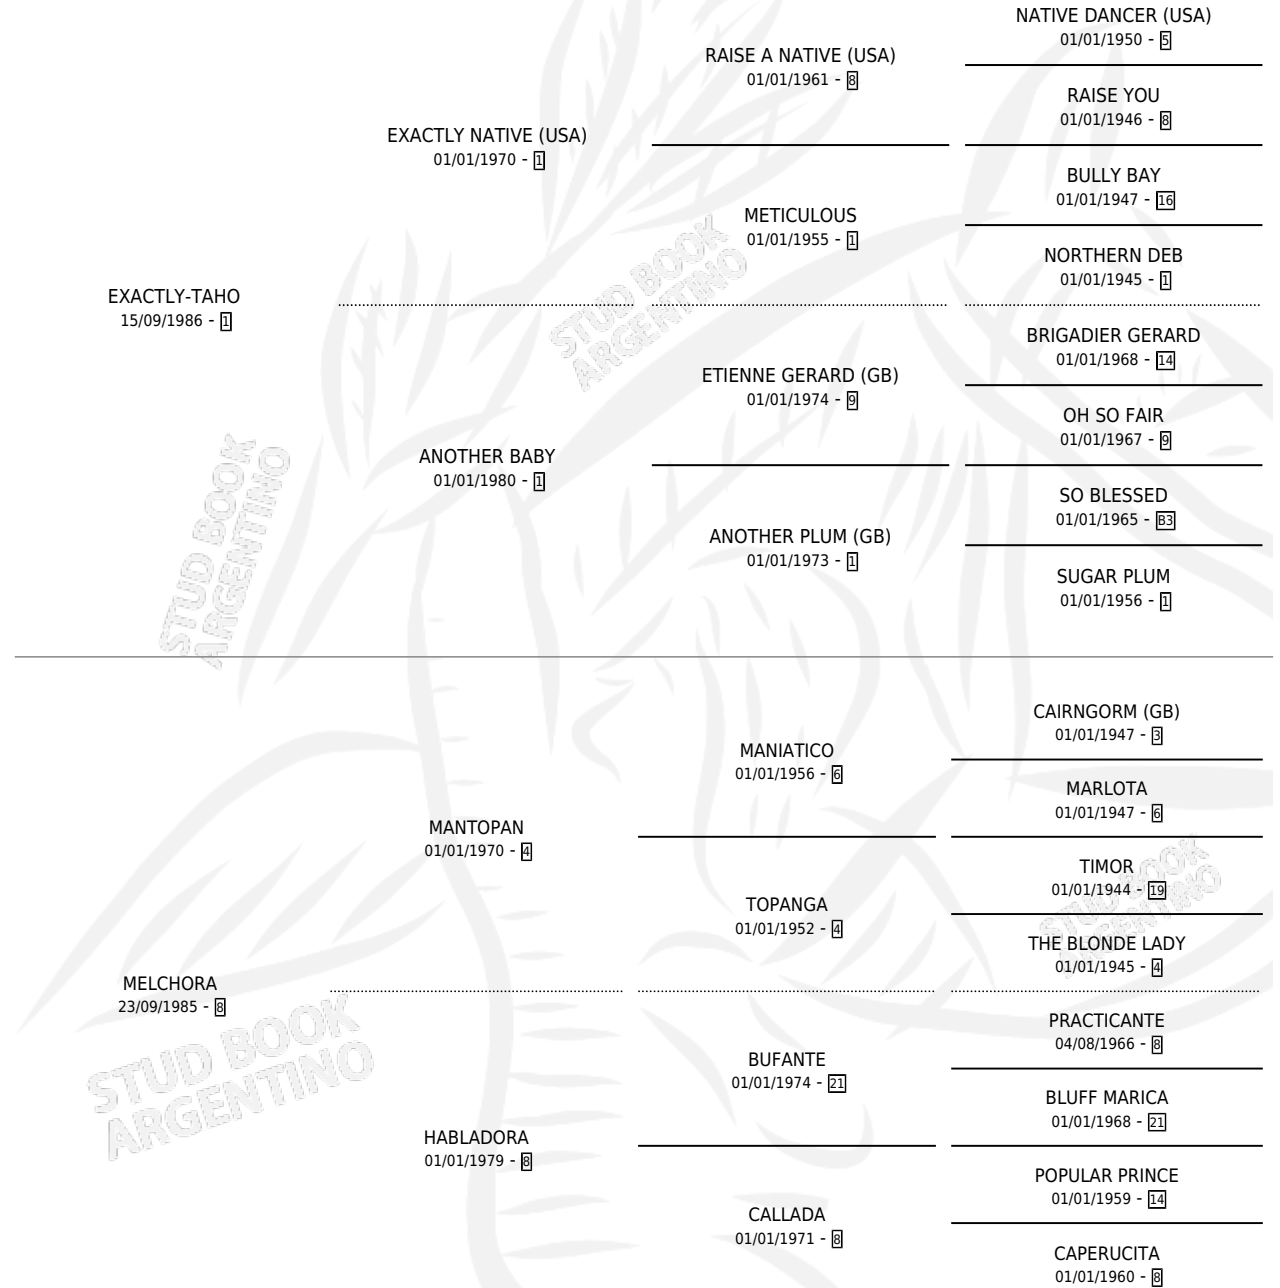 NATIVE DANCER (USA)
01/01/1950 - 5
RAISE A NATIVE (USA)
01/01/1961 - 8
RAISE YOU
01/01/1946 - 8
EXACTLY NATIVE (USA)
01/01/1970 - 1
BULLY BAY
01/01/1947 - 16
METICULOUS
01/01/1955 - 1
NORTHERN DEB
01/01/1945 - 1
EXACTLY-TAHO
15/09/1986 - 1
BRIGADIER GERARD
01/01/1968 - 14
ETIENNE GERARD (GB)
01/01/1974 - 9
OH SO FAIR
01/01/1967 - 9
ANOTHER BABY
01/01/1980 - 1
SO BLESSED
01/01/1965 - B3
ANOTHER PLUM (GB)
01/01/1973 - 1
SUGAR PLUM
01/01/1956 - 1
CAIRNGORM (GB)
01/01/1947 - 3
MANIATICO
01/01/1956 - 6
MARLOTA
01/01/1947 - 6
MANTOPAN
01/01/1970 - 4
TIMOR
01/01/1944 - 19
TOPANGA
01/01/1952 - 4
THE BLONDE LADY
01/01/1945 - 4
MELCHORA
23/09/1985 - 8
PRACTICANTE
04/08/1966 - 8
BUFANTE
01/01/1974 - 21
BLUFF MARICA
01/01/1968 - 21
HABLADORA
01/01/1979 - 8
POPULAR PRINCE
01/01/1959 - 14
CALLADA
01/01/1971 - 8
CAPERUCITA
01/01/1960 - 8
STUD BOOK
ARGENTINO
STUD BOOK
ARGENTINO
STUD BOOK
ARGENTINO
STUD BOOK
ARGENTINO